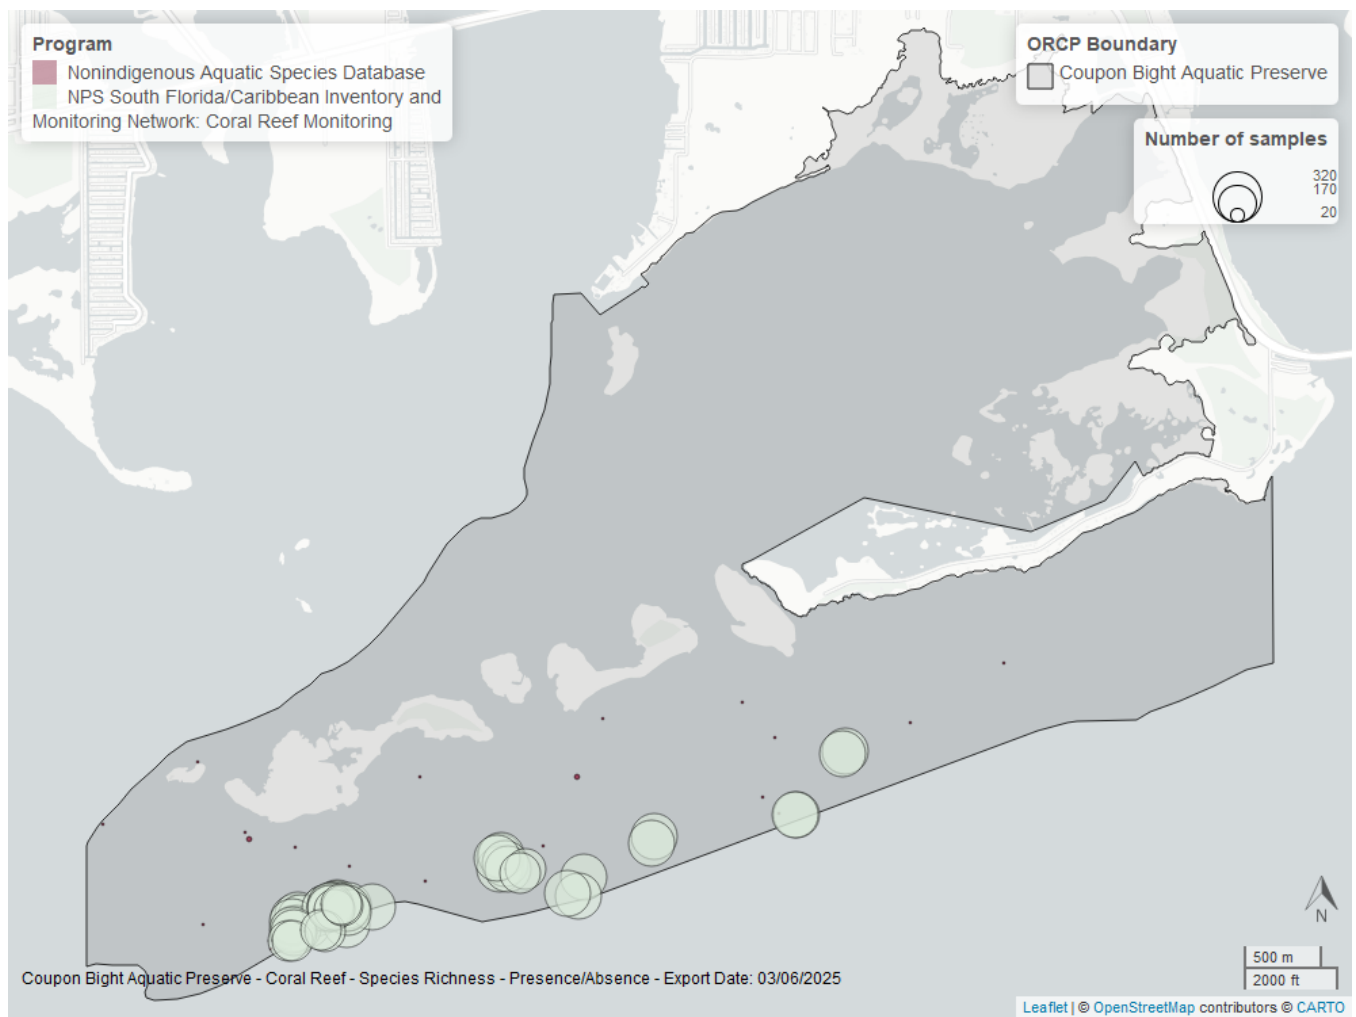 Program
Nonindigenous Aquatic Species Database
NPS South Florida/Caribbean Inventory and
Monitoring Network: Coral Reef Monitoring
ORCP Boundary
Coupon Bight Aquatic Preserve
Number of samples
320
170
20
N
500 m
2000 ft
Coupon Bight Aquatic Preserve - Coral Reef - Species Richness - Presence/Absence - Export Date: 03/06/2025
Leaflet | © OpenStreetMap contributors © CARTO